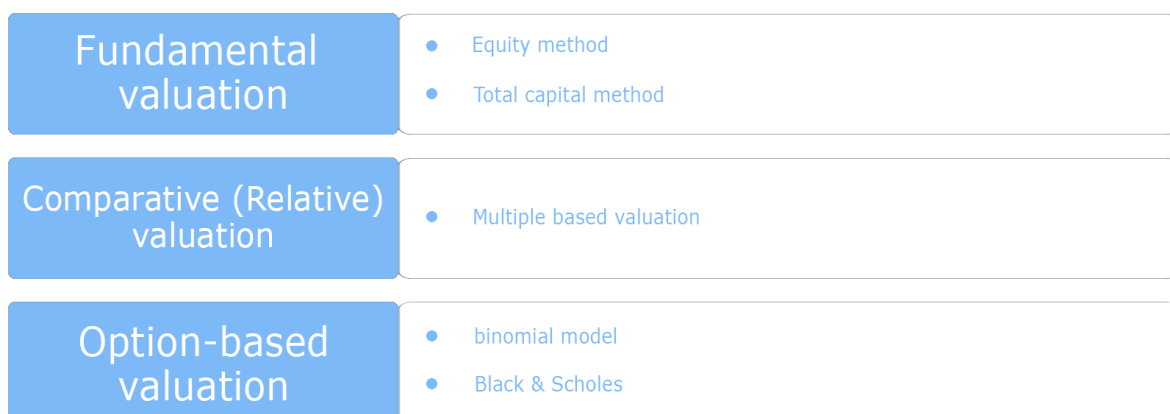 Fundamental
valuation
Equity method
Total capital method
Comparative (Relative)
valuation
Multiple based valuation
Option-based
valuation
binomial model
Black & Scholes